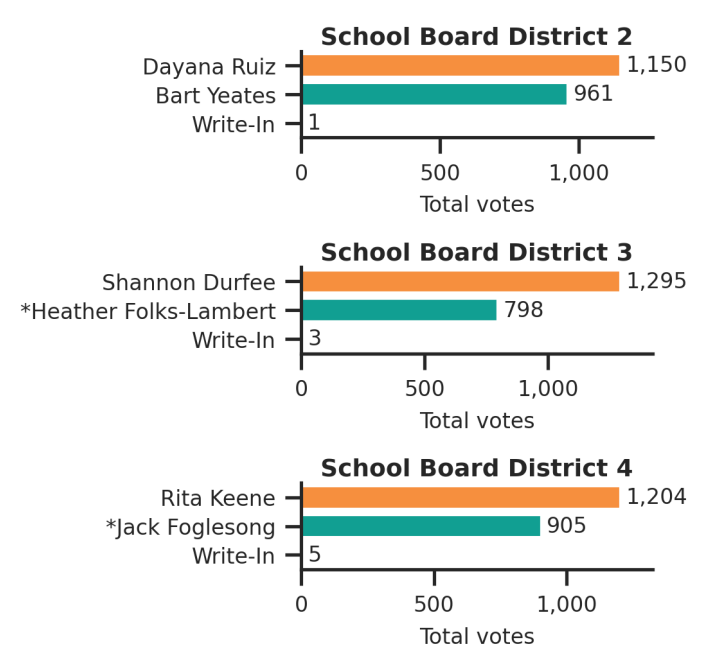 School Board District 2
Dayana Ruiz 1,150
Bart Yeates 961
Write-In 1
0 500 1,000
Total votes
School Board District 3
Shannon Durfee 1,295
*Heather Folks-Lambert 798
Write-In 3
0 500 1,000
Total votes
School Board District 4
Rita Keene 1,204
*Jack Foglesong 905
Write-In 5
0 500 1,000
Total votes